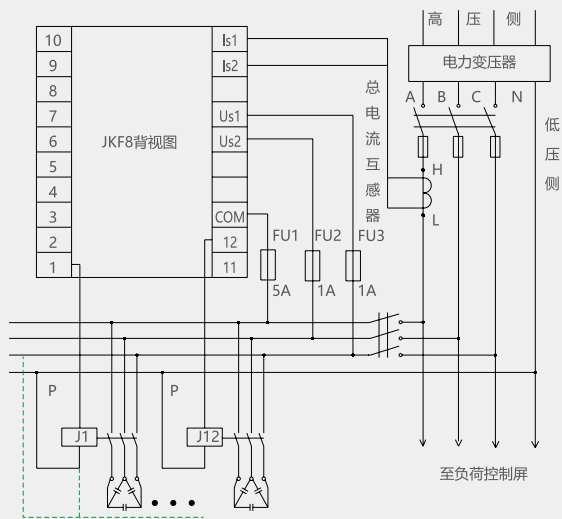 高 压 侧
电力变压器
A B C N
低压侧
总电流互感器
H
L
10
9
8
7
6
5
4
3
2
1
JKF8背视图
Is1
Is2
Us1
Us2
COM
12
11
FU1 FU2 FU3
5A 1A 1A
P P
J1 J12
至负荷控制屏